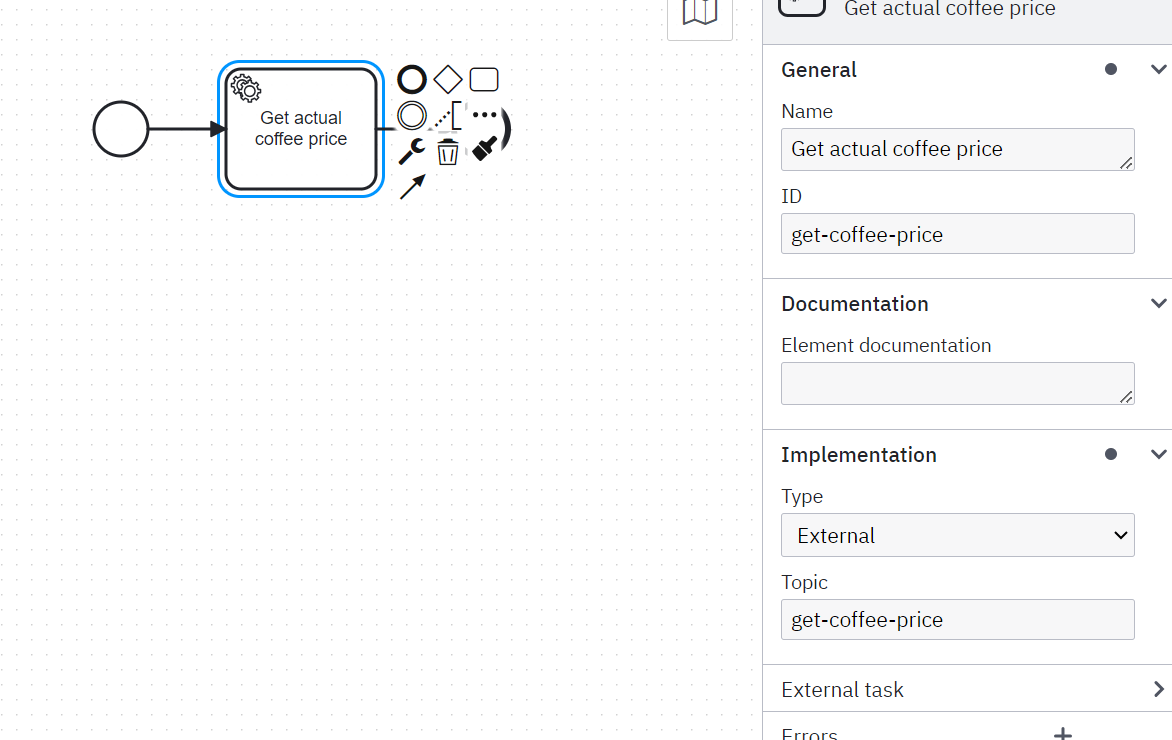 Get actual coffee price
General
Name
Get actual coffee price
ID
get-coffee-price
Documentation
Element documentation
Implementation
Type
External
Topic
get-coffee-price
External task
Errors
Get actual
coffee price